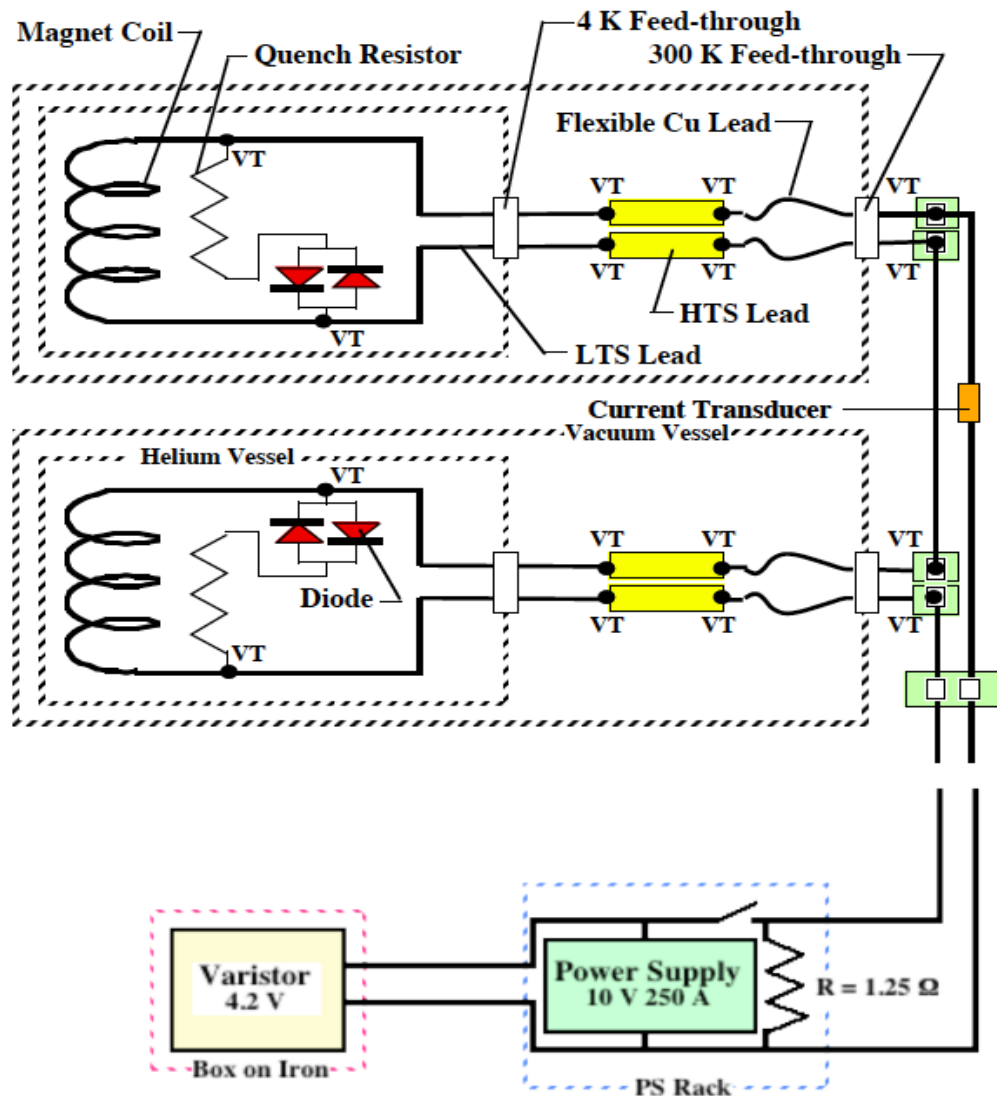 4 K Feed-through
Magnet Coil
Quench Resistor
300 K Feed-through
Flexible Cu Lead
VT
VT
VT
VT
VT
VT
VT
HTS Lead
VT
LTS Lead
Current Transducer
Vacuum Vessel
Helium Vessel
VT
VT
VT
VT
Diode
VT
VT
VT
VT
Varistor
4.2 V
Power Supply
10 V 250 A
R = 1.25 Ω
Box on Iron
PS Rack